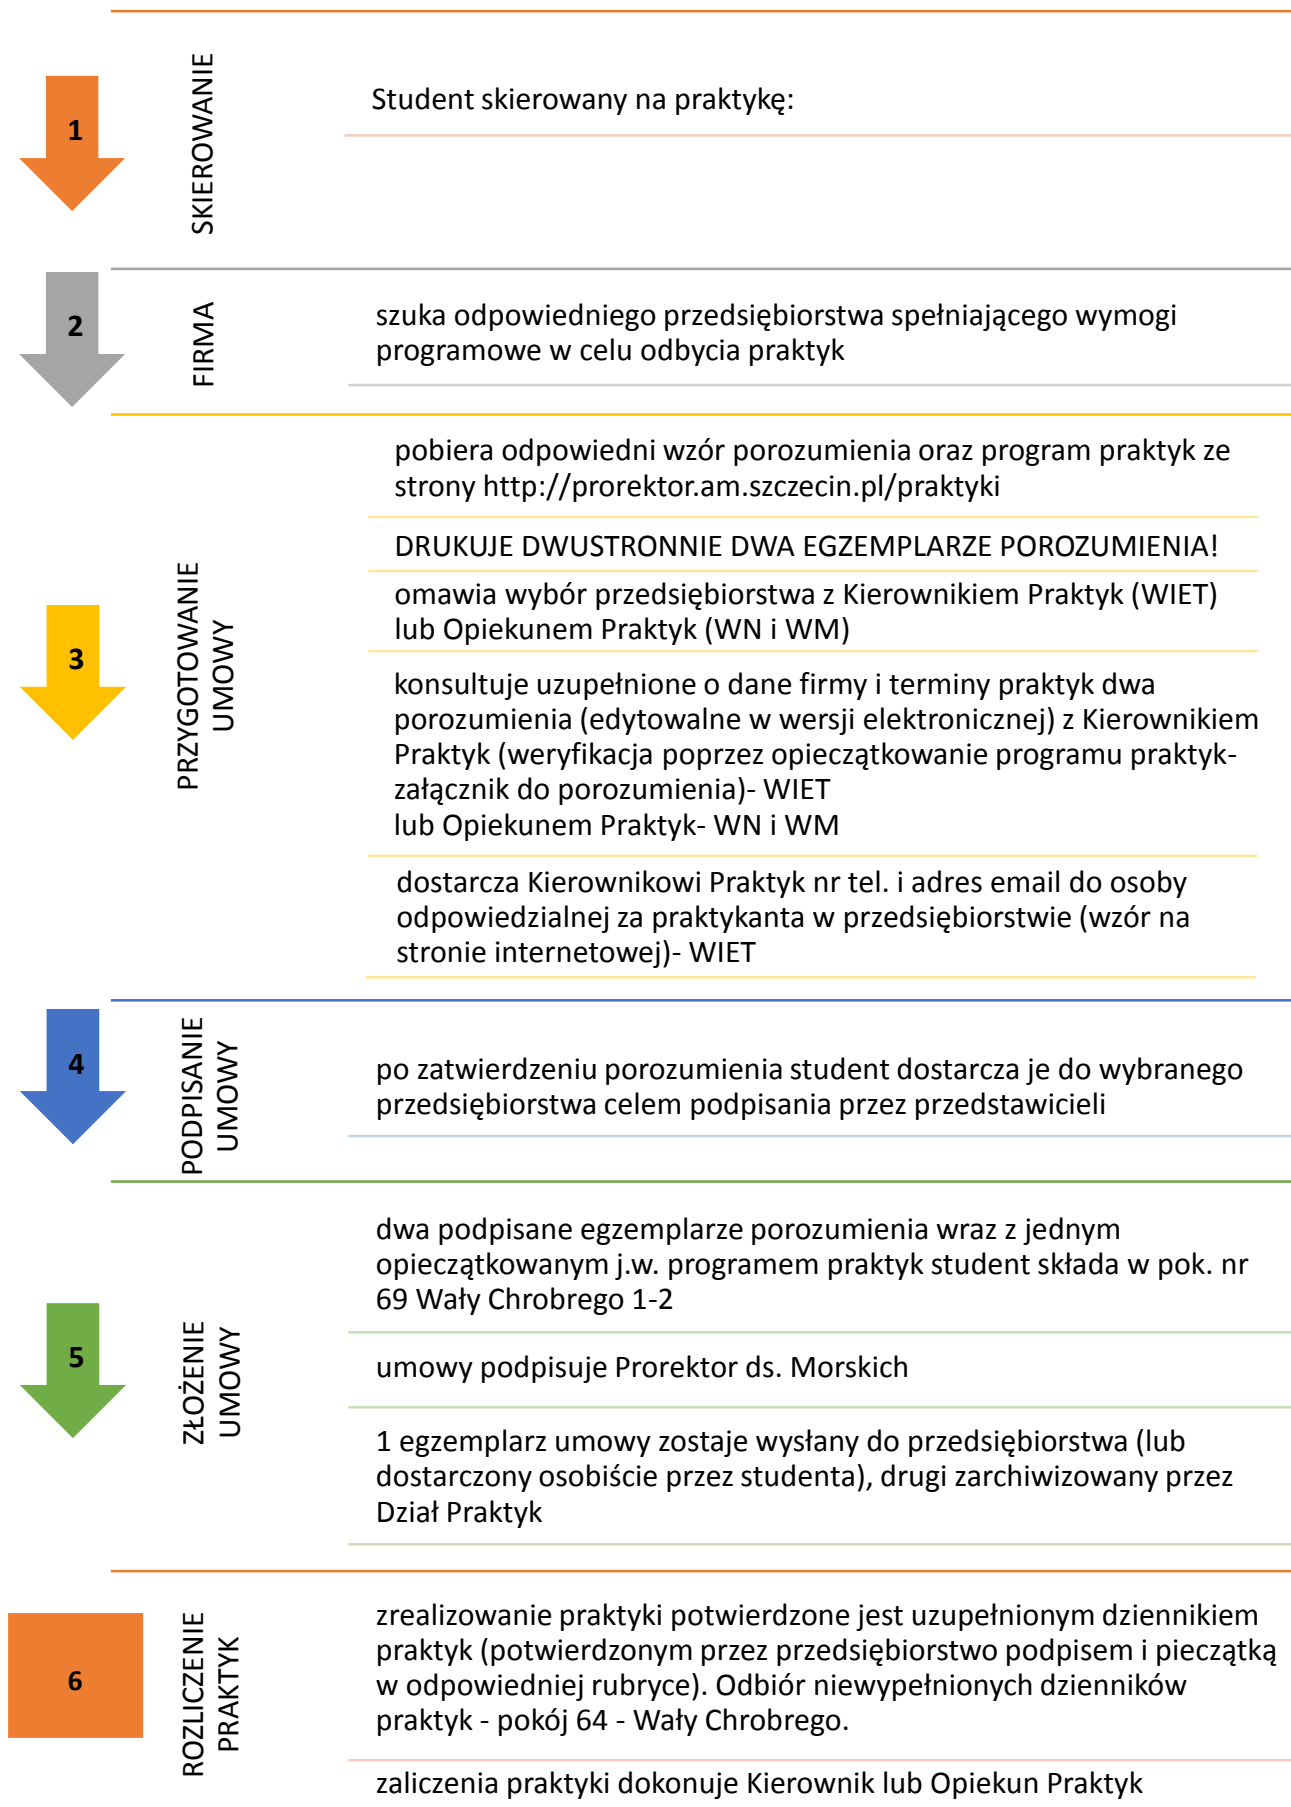 1
SKIEROWANIE
Student skierowany na praktykę:
2
FIRMA
szuka odpowiedniego przedsiębiorstwa spełniającego wymogi
programowe w celu odbycia praktyk
3
PRZYGOTOWANIE
UMOWY
pobiera odpowiedni wzór porozumienia oraz program praktyk ze
strony http://prorektor.am.szczecin.pl/praktyki
DRUKUJE DWUSTRONNIE DWA EGZEMPLARZE POROZUMIENIA!
omawia wybór przedsiębiorstwa z Kierownikiem Praktyk (WIET)
lub Opiekunem Praktyk (WN i WM)
konsultuje uzupełnione o dane firmy i terminy praktyk dwa
porozumienia (edytowalne w wersji elektronicznej) z Kierownikiem
Praktyk (weryfikacja poprzez opieczątkowanie programu praktyk-
załącznik do porozumienia)- WIET
lub Opiekunem Praktyk- WN i WM
dostarcza Kierownikowi Praktyk nr tel. i adres email do osoby
odpowiedzialnej za praktykanta w przedsiębiorstwie (wzór na
stronie internetowej)- WIET
4
PODPISANIE
UMOWY
po zatwierdzeniu porozumienia student dostarcza je do wybranego
przedsiębiorstwa celem podpisania przez przedstawicieli
5
ZŁOŻENIE
UMOWY
dwa podpisane egzemplarze porozumienia wraz z jednym
opieczątkowanym j.w. programem praktyk student składa w pok. nr
69 Wały Chrobrego 1-2
umowy podpisuje Prorektor ds. Morskich
1 egzemplarz umowy zostaje wysłany do przedsiębiorstwa (lub
dostarczony osobiście przez studenta), drugi zarchiwizowany przez
Dział Praktyk
6
ROZLICZENIE
PRAKTYK
zrealizowanie praktyki potwierdzone jest uzupełnionym dziennikiem
praktyk (potwierdzonym przez przedsiębiorstwo podpisem i pieczątką
w odpowiedniej rubryce). Odbiór niewypełnionych dzienników
praktyk - pokój 64 - Wały Chrobrego.
zaliczenia praktyki dokonuje Kierownik lub Opiekun Praktyk